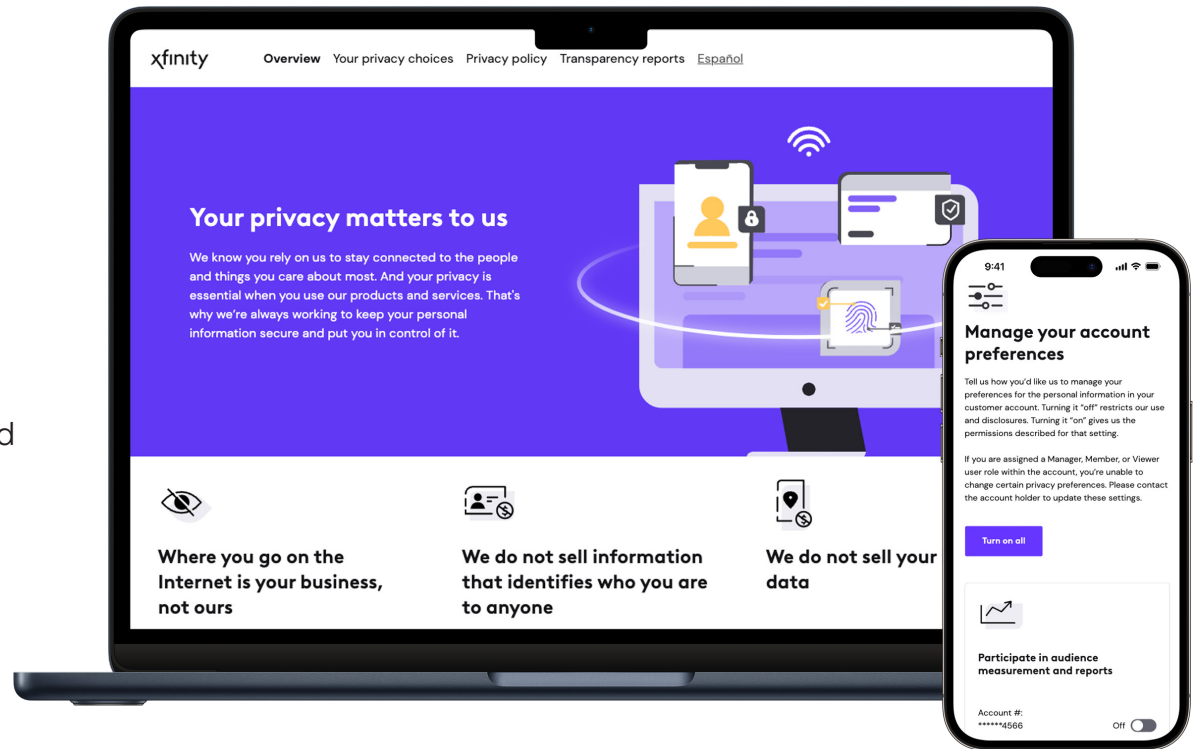 xfinity
Overview Your privacy choices Privacy policy Transparency reports Español
Your privacy matters to us
We know you rely on us to stay connected to the people
and things you care about most. And your privacy is
essential when you use our products and services. That's
why we're always working to keep your personal
information secure and put you in control of it.
d
Where you go on the
Internet is your business,
not ours
We do not sell information
that identifies who you are
to anyone
We do not sell your
data
9:41
Manage your account
preferences
Tell us how you'd like us to manage your
preferences for the personal information in your
customer account. Turning it “off” restricts our use
and disclosures. Turning it “on” gives us the
permissions described for that setting.
If you are assigned a Manager, Member, or Viewer
user role within the account, you're unable to
change certain privacy preferences. Please contact
the account holder to update these settings.
Turn on all
Participate in audience
measurement and reports
Account #:
******4566
Off